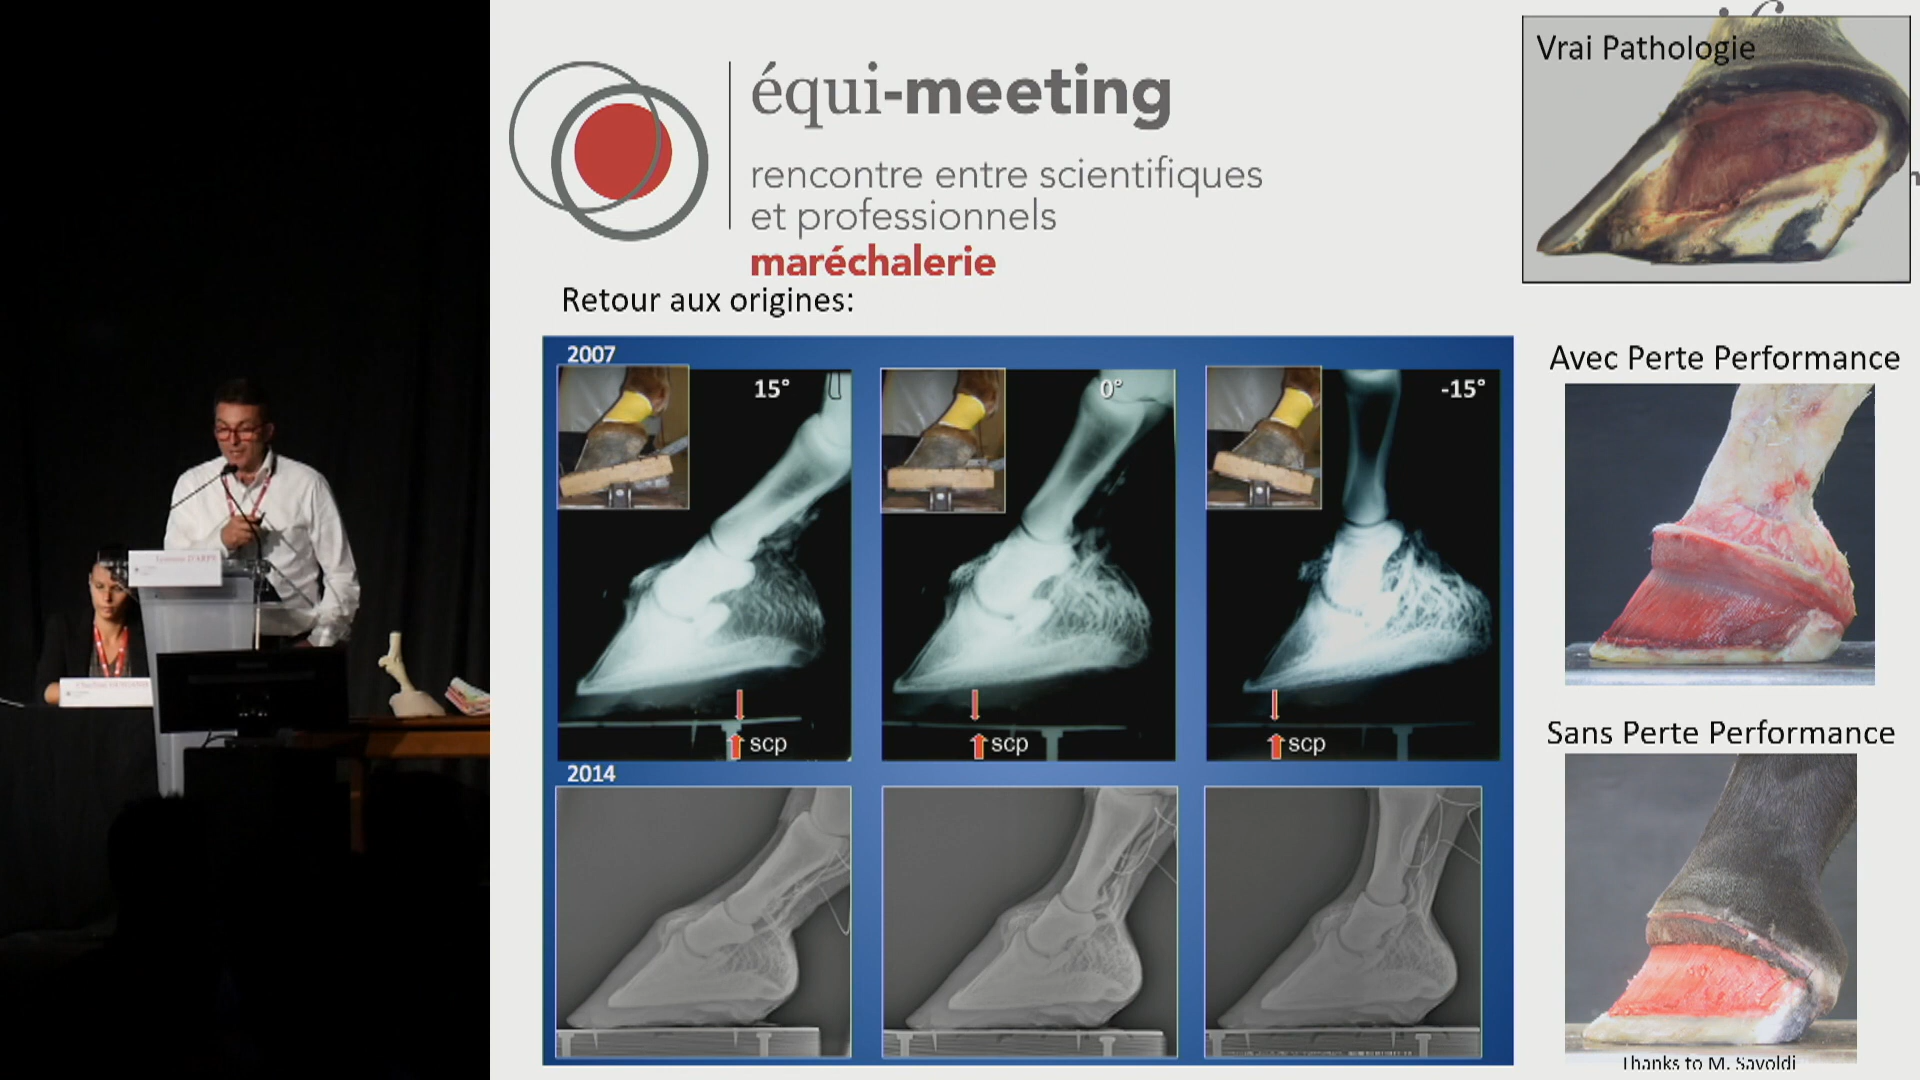 équi-meeting
rencontre entre scientifiques
et professionnels
maréchalerie
Retour aux origines:
2007
15°
0°
-15°
scp
scp
scp
2014
Vrai Pathologie
Avec Perte Performance
Sans Perte Performance
Thanks to M. Savoldi